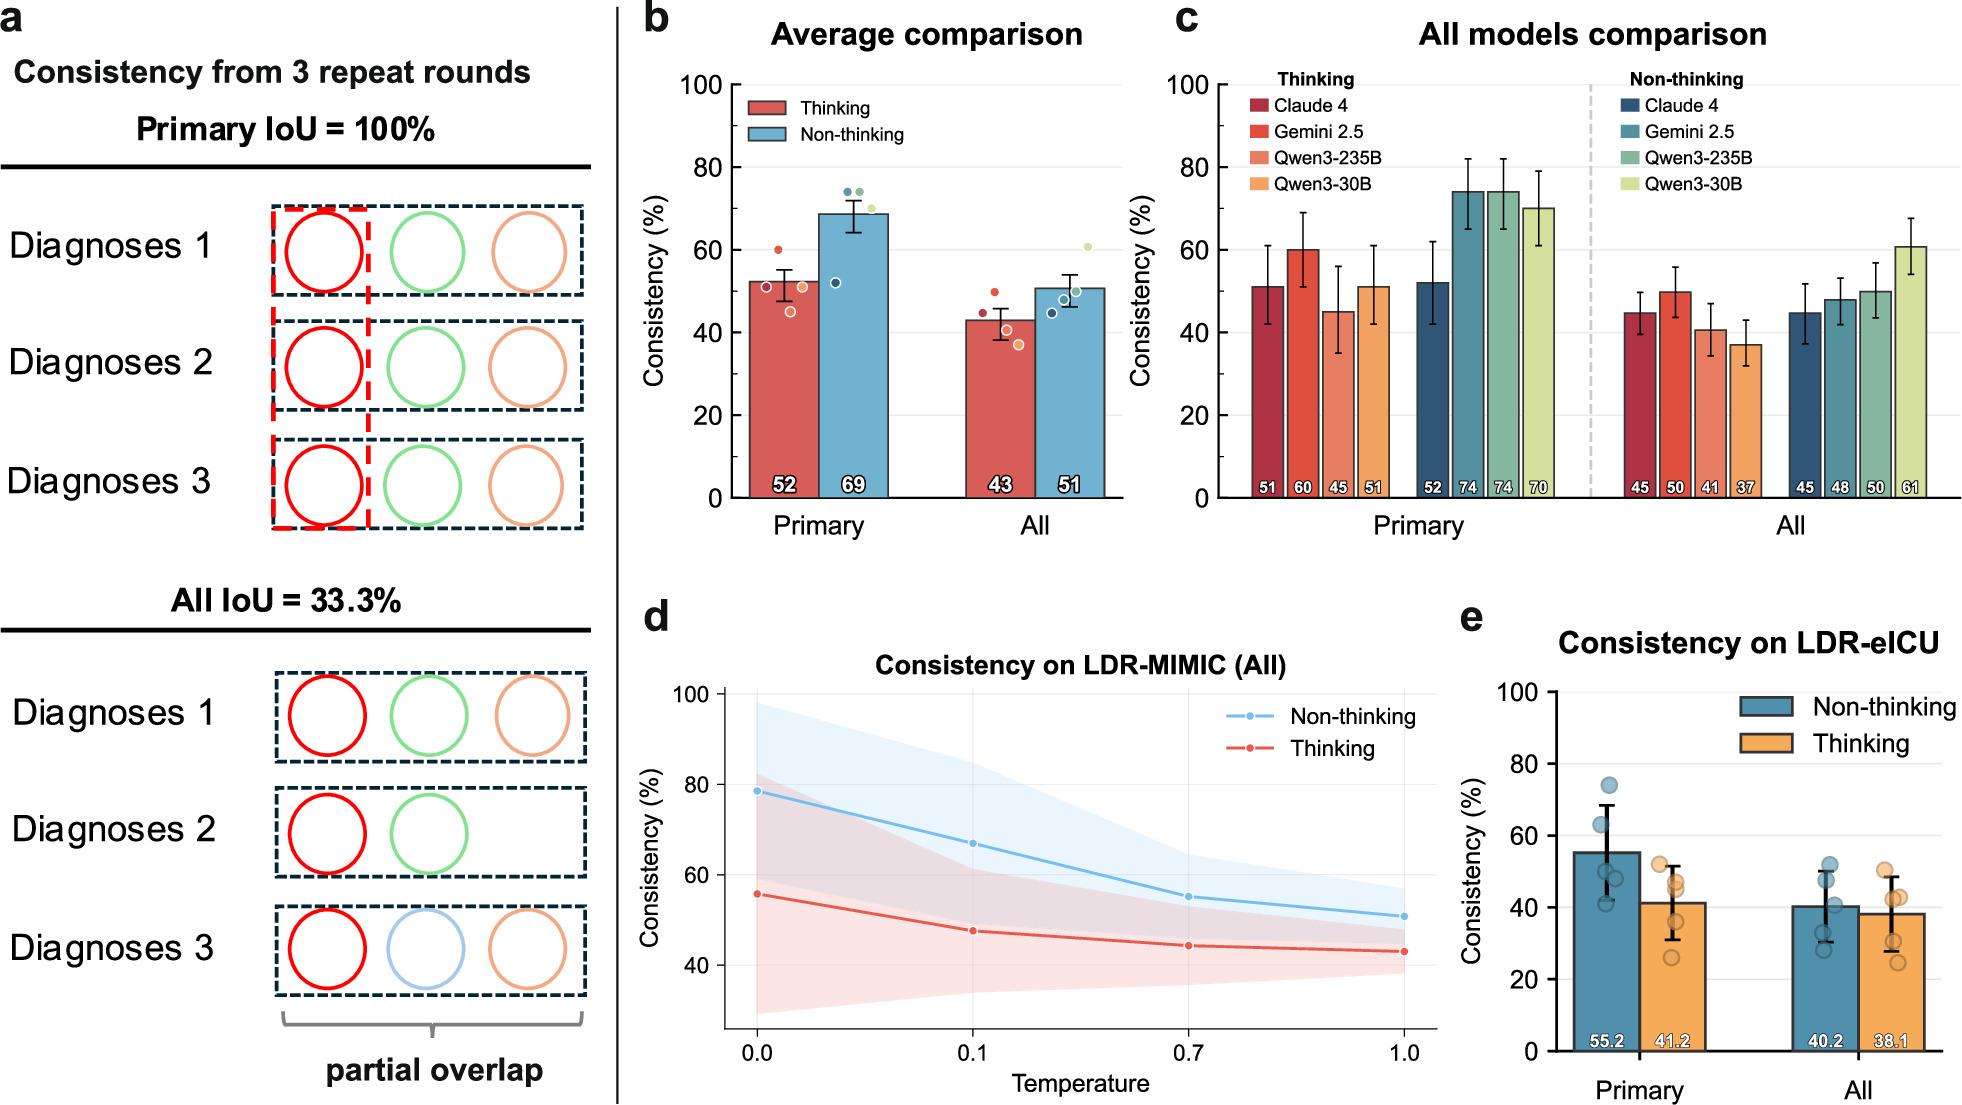 a
Consistency from 3 repeat rounds
Primary IoU = 100%
Diagnoses 1
Diagnoses 2
Diagnoses 3
All IoU = 33.3%
Diagnoses 1
Diagnoses 2
Diagnoses 3
partial overlap
b
Average comparison
Consistency (%)
100
80
60
40
20
0
Thinking
Non-thinking
52
69
43
51
Primary
All
c
All models comparison
Consistency (%)
100
80
60
40
20
0
Thinking
Claude 4
Gemini 2.5
Qwen3-235B
Qwen3-30B
Non-thinking
Claude 4
Gemini 2.5
Qwen3-235B
Qwen3-30B
51
60
45
51
52
74
74
70
45
50
41
37
45
48
50
61
Primary
All
d
Consistency on LDR-MIMIC (All)
Consistency (%)
100
80
60
40
Non-thinking
Thinking
0.0
0.1
0.7
1.0
Temperature
e
Consistency on LDR-eICU
Consistency (%)
100
80
60
40
20
0
Non-thinking
Thinking
55.2
41.2
40.2
38.1
Primary
All